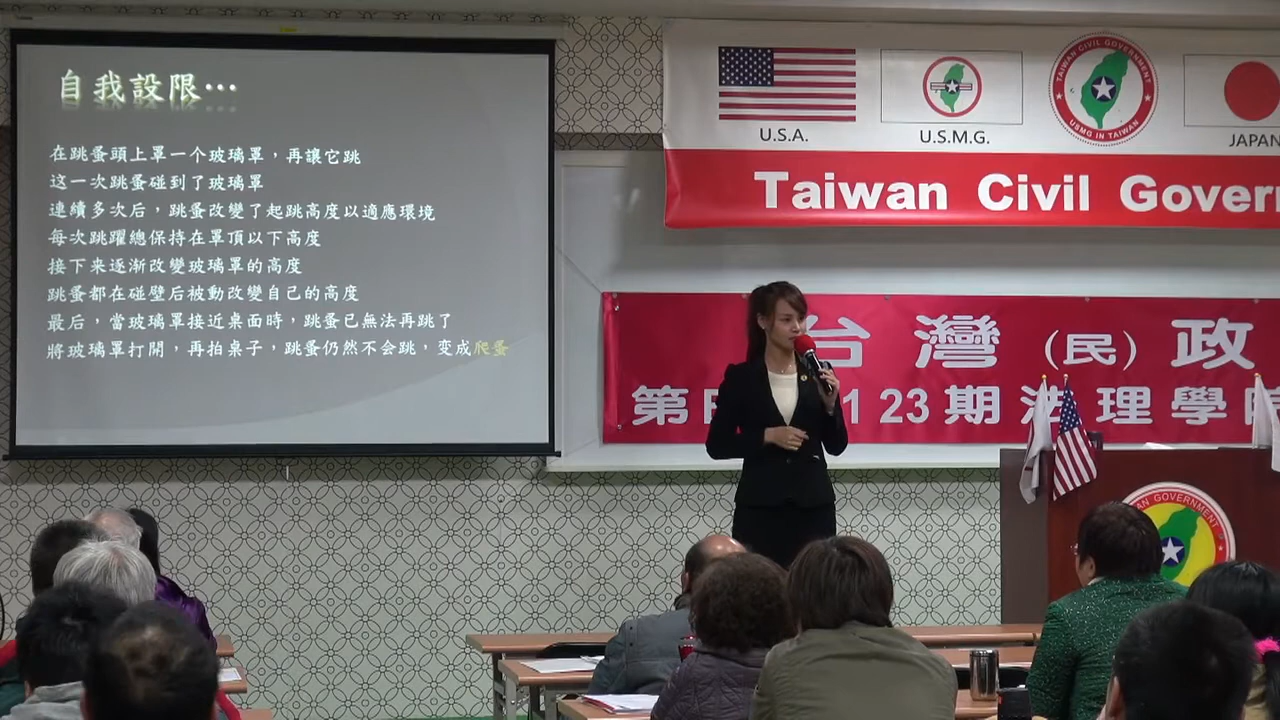 自我設限…
在跳蚤頭上罩一个玻璃罩，再讓它跳
这一次跳蚤碰到了玻璃罩
連續多次后，跳蚤改變了起跳高度以適應環境
每次跳躍總保持在罩頂以下高度
接下来逐渐改變玻璃罩的高度
跳蚤都在碰壁后被動改變自己的高度
最后，當玻璃罩接近桌面時，跳蚤已無法再跳了
將玻璃罩打開，再拍桌子，跳蚤仍然不会跳，变成爬蚤
U.S.A.
U.S.M.G.
TAIWAN CIVIL GOVERNMENT
USMG IN TAIWAN
JAPAN
Taiwan Civil Govern
台灣(民)政
第 123期法理學院
AN GOVERNMENT